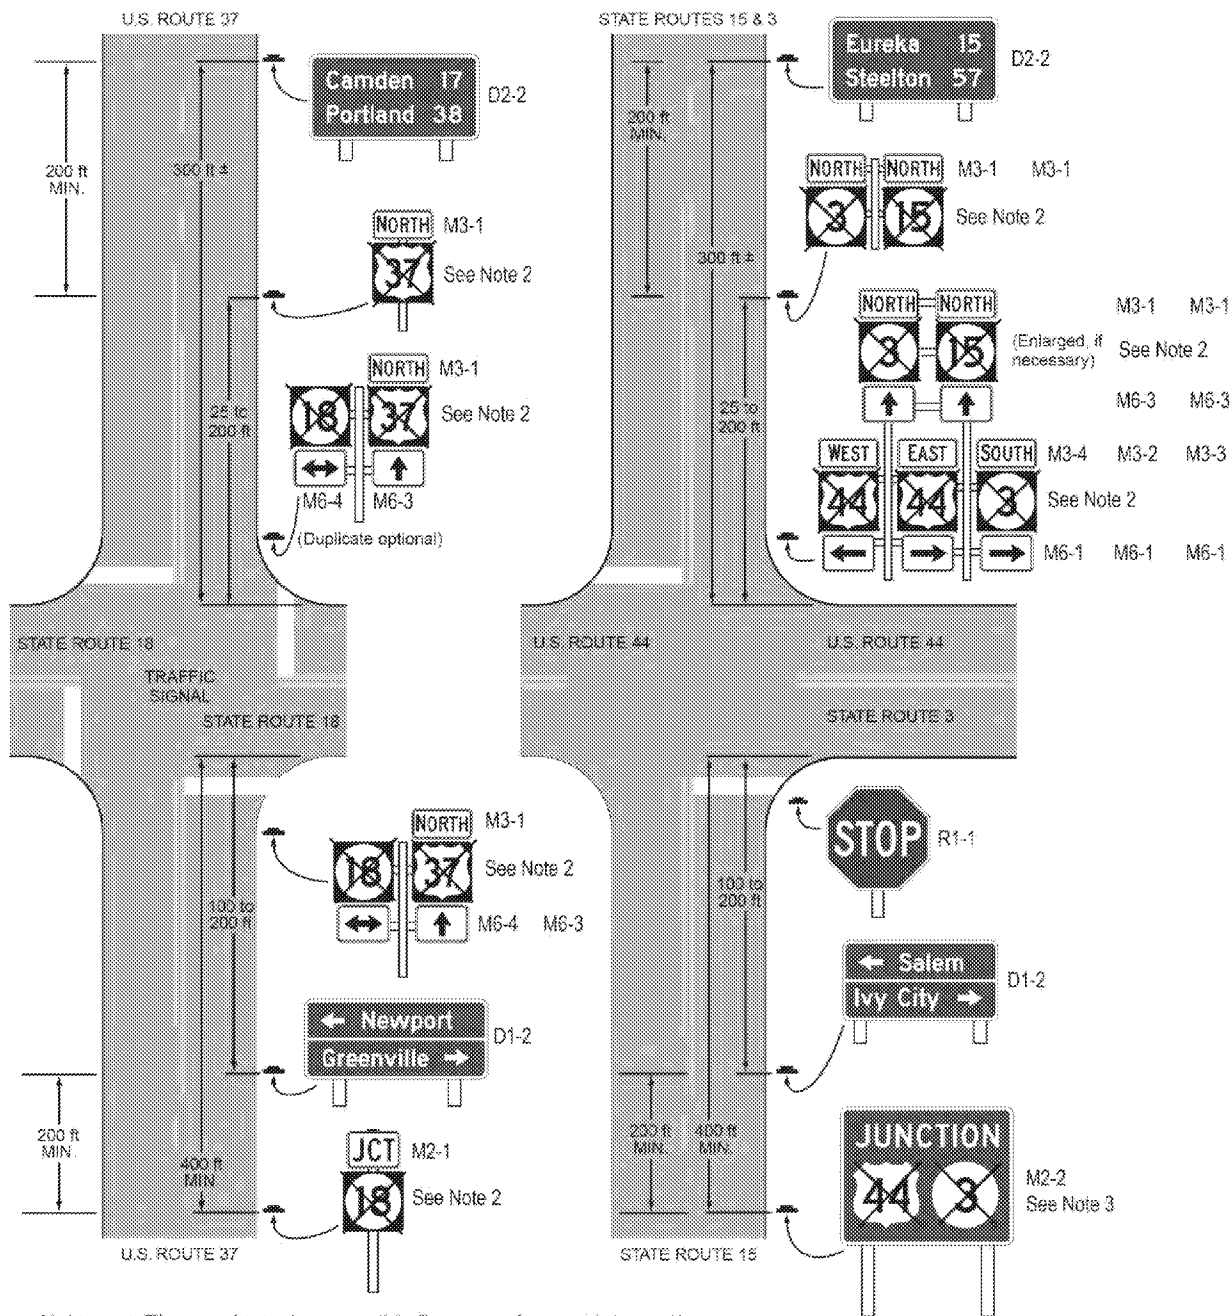 U.S. ROUTE 37
Camden 17
Portland 38
D2-2
200 ft
MIN.
300 ft ±
NORTH
M3-1
37
See Note 2
NORTH
M3-1
18
37
See Note 2
25 to
200 ft
M6-4
M6-3
(Duplicate optional)
STATE ROUTE 18
TRAFFIC
SIGNAL
STATE ROUTE 18
NORTH
M3-1
18
37
See Note 2
100 to
200 ft
M6-4 M6-3
Newport
Greenville
D1-2
200 ft
MIN.
400 ft
MIN.
JCT
M2-1
18
See Note 2
U.S. ROUTE 37
STATE ROUTES 15 & 3
Eureka 15
Steelton 57
D2-2
200 ft
MIN.
300 ft ±
NORTH NORTH
M3-1 M3-1
3 15
See Note 2
NORTH NORTH
M3-1 M3-1
3 15
(Enlarged, if
necessary)
See Note 2
M6-3 M6-3
25 to
200 ft
WEST EAST SOUTH
M3-4 M3-2 M3-3
44 44 3
See Note 2
M6-1 M6-1 M6-1
U.S. ROUTE 44
U.S. ROUTE 44
STATE ROUTE 3
STOP
R1-1
100 to
200 ft
Salem
Ivy City
D1-2
200 ft
MIN.
400 ft
MIN.
JUNCTION
44 3
M2-2
See Note 3
STATE ROUTE 15